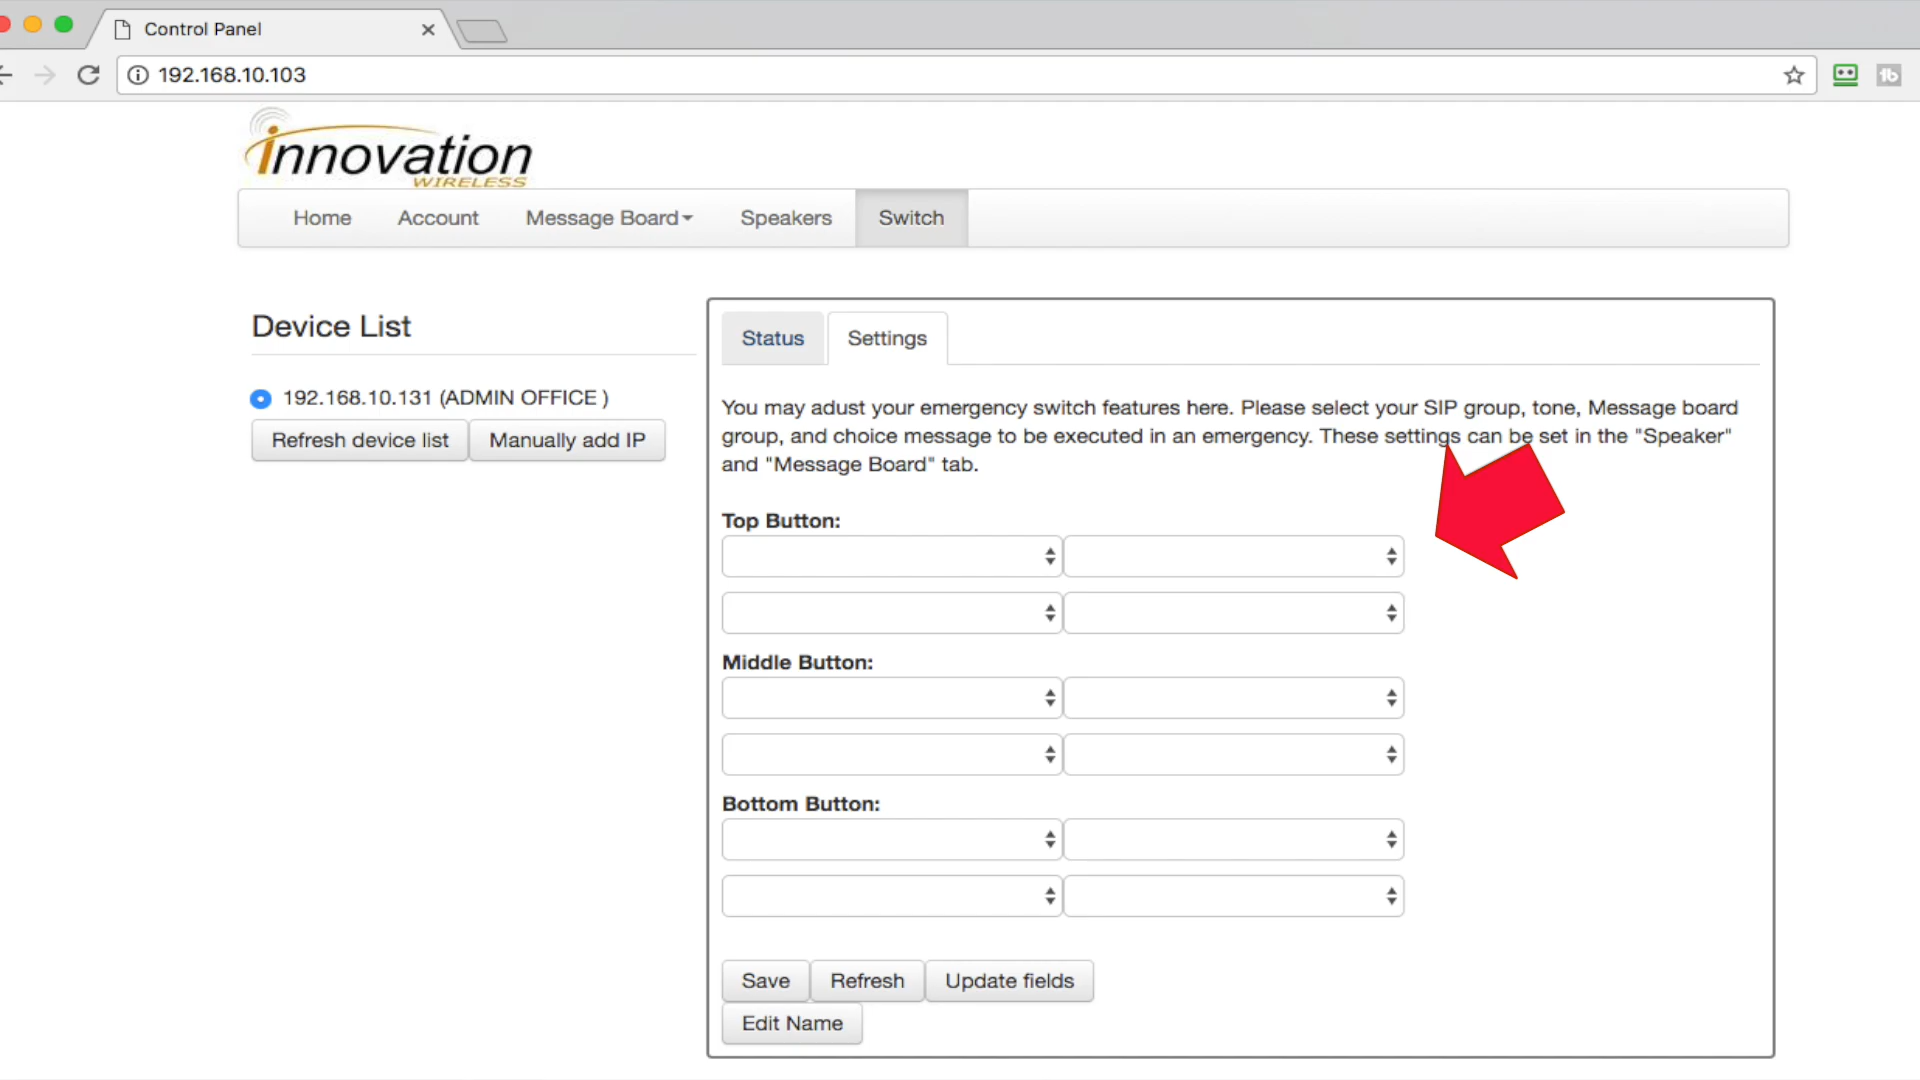 Control Panel
192.168.10.103
innovation
WIRELESS
Home Account Message Board Speakers Switch
Device List
192.168.10.131 (ADMIN OFFICE )
Refresh device list Manually add IP
Status Settings
You may adust your emergency switch features here. Please select your SIP group, tone, Message board
group, and choice message to be executed in an emergency. These settings can be set in the "Speaker"
and "Message Board" tab.
Top Button:
Middle Button:
Bottom Button:
Save Refresh Update fields
Edit Name